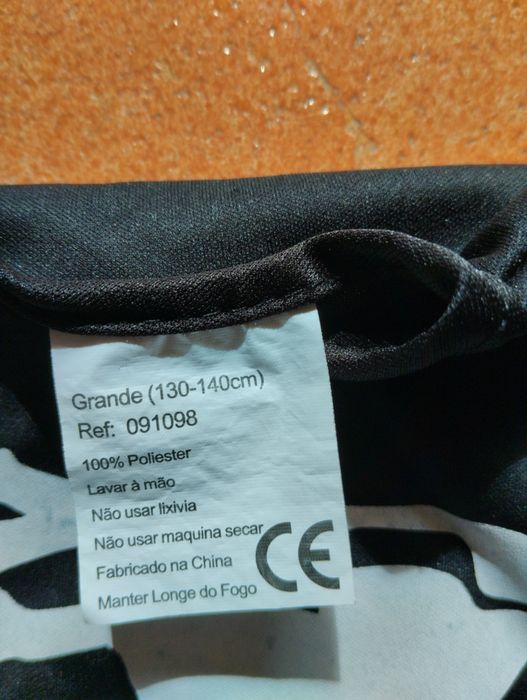 Grande (130-140cm)
Ref: 091098
100% Poliester
Lavar à mão
Não usar lixivia
Não usar maquina secar
Fabricado na China
Manter Longe do Fogo
CE